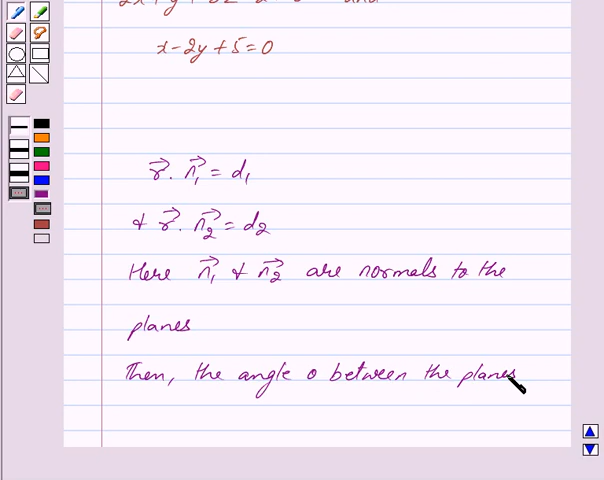 x - 2y + 5 = 0
r⃗ . n⃗₁ = d₁
& r⃗ . n⃗₂ = d₂
Here n⃗₁ & n⃗₂ are normals to the
planes
Then, the angle θ between the planes